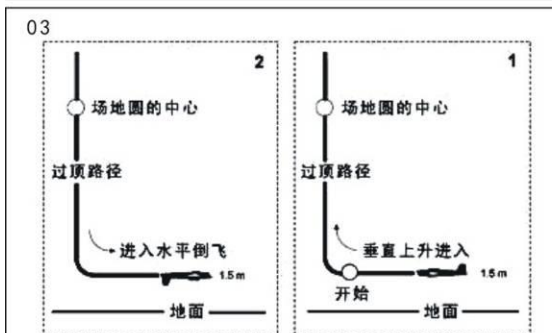 03
2
场地圆的中心
过顶路径
进入水平倒飞
1.5 m
地面
1
场地圆的中心
过顶路径
垂直上升进入
1.5 m
开始
地面